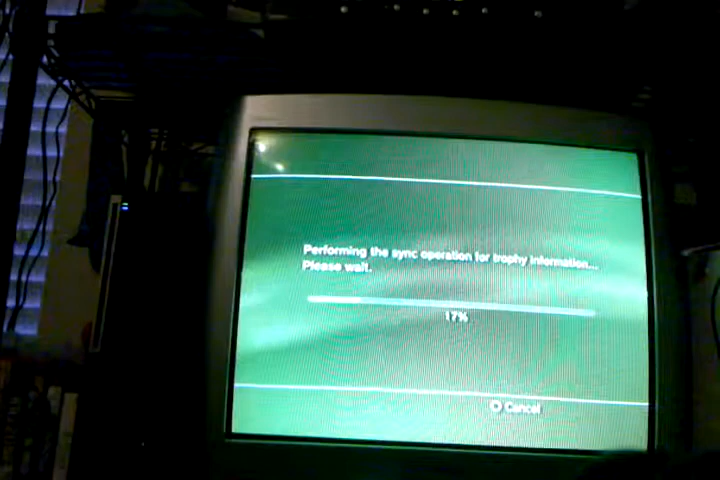 Performing the sync operation for trophy information...
Please wait.
17%
Cancel